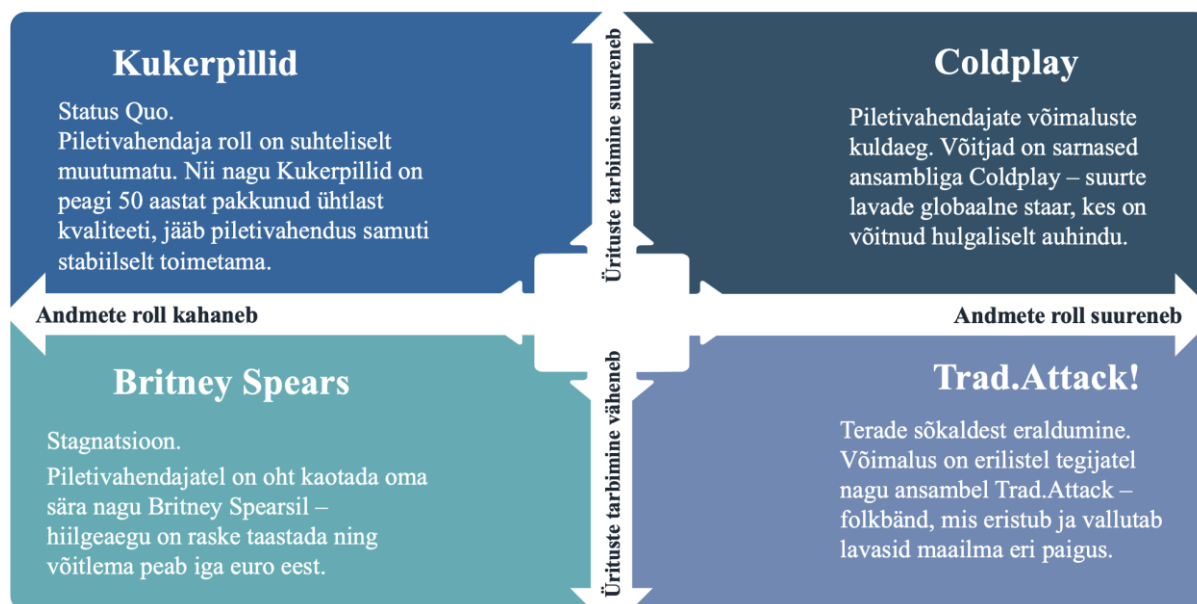 Kukerpillid
Status Quo.
Piletivahendaja roll on suhteliselt
muutumatu. Nii nagu Kukerpillid on
peagi 50 aastat pakkunud ühtlast
kvaliteeti, jääb piletivahendus samuti
stabiilselt toimetama.
Ürituste tarbimine suureneb
Coldplay
Piletivahendajate võimaluste
kuldaeg. Võitjad on sarnased
ansambliga Coldplay – suurte
lavade globaalne staar, kes on
võitnud hulgaliselt auhindu.
Andmete roll kahaneb
Andmete roll suureneb
Britney Spears
Stagnatsioon.
Piletivahendajatel on oht kaotada oma
sära nagu Britney Spearsil –
hiilgeaegu on raske taastada ning
võitlema peab iga euro eest.
Ürituste tarbimine väheneb
Trad.Attack!
Terade sõkaldest eraldumine.
Võimalus on erilistel tegijatel
nagu ansambel Trad.Attack –
folkbänd, mis eristub ja vallutab
lavasid maailma eri paigus.